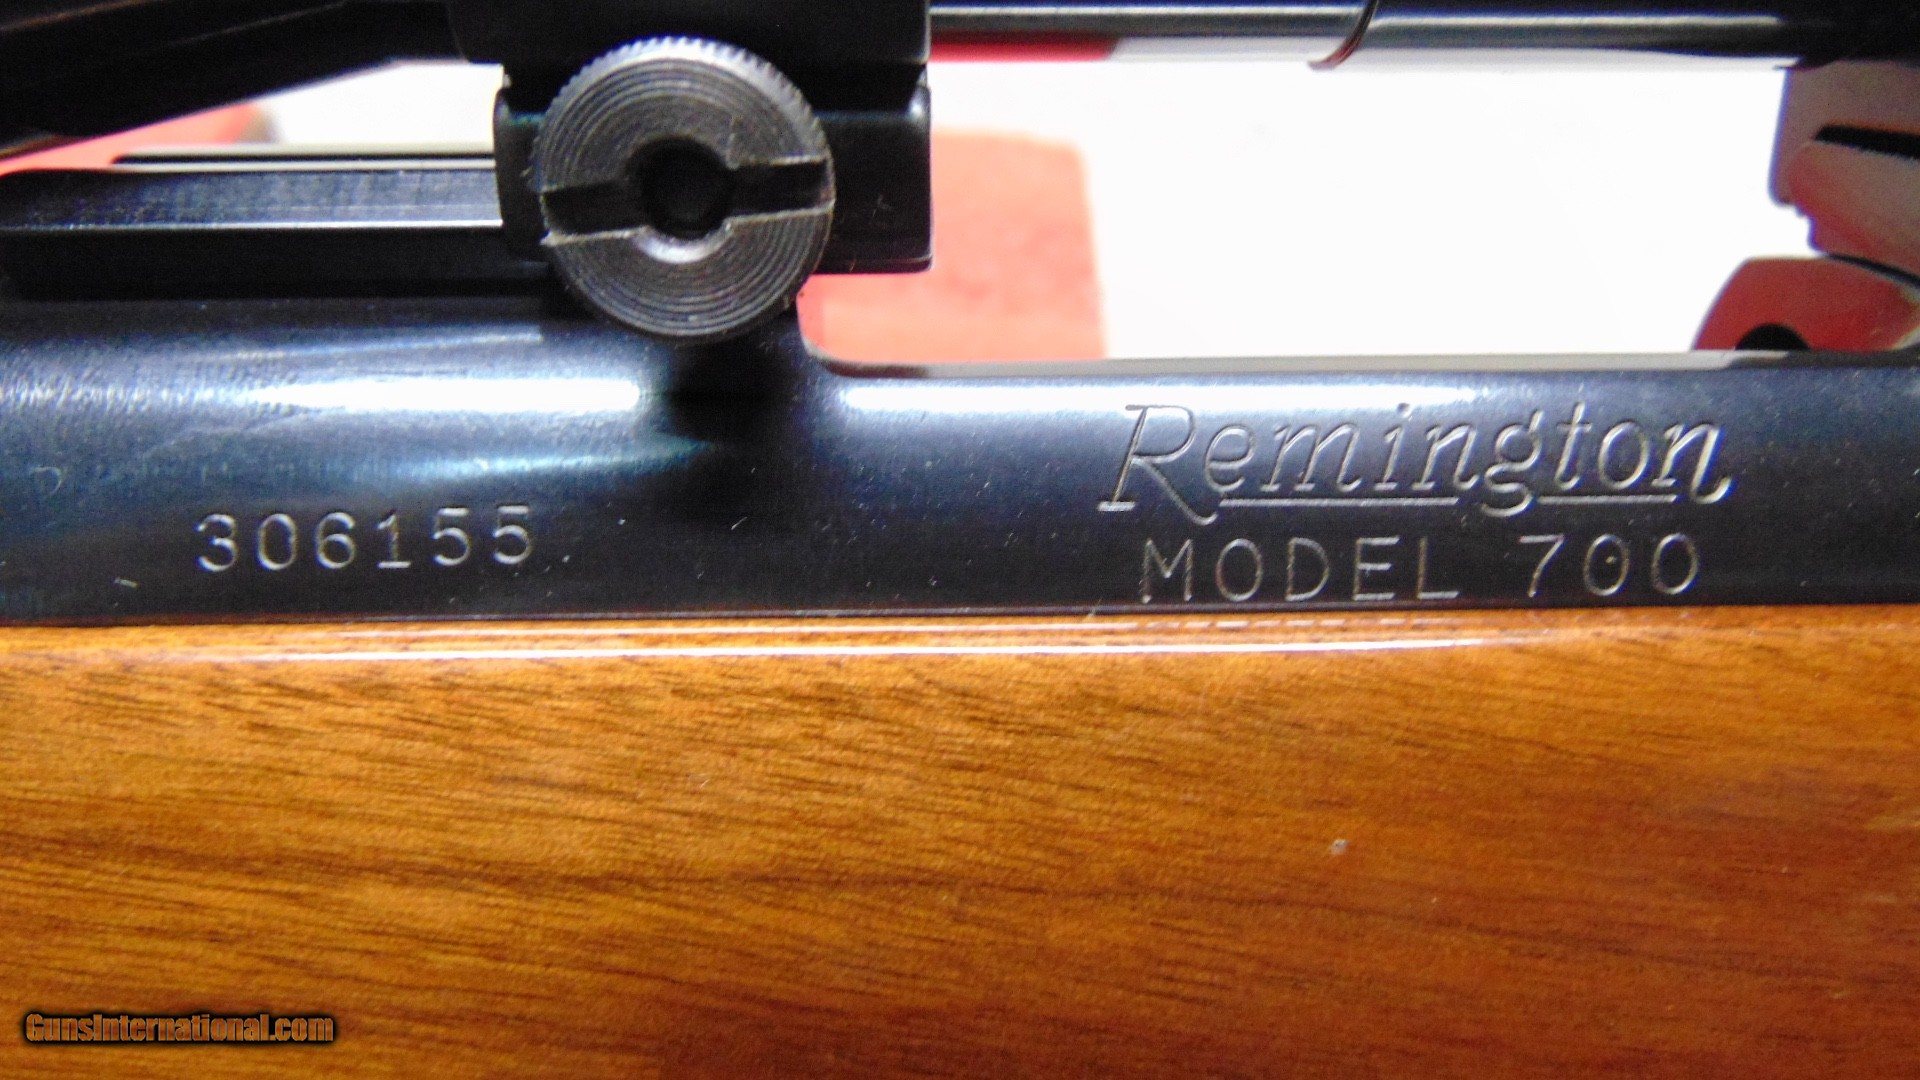 306155
Remington
MODEL 700
GunsInternational.com